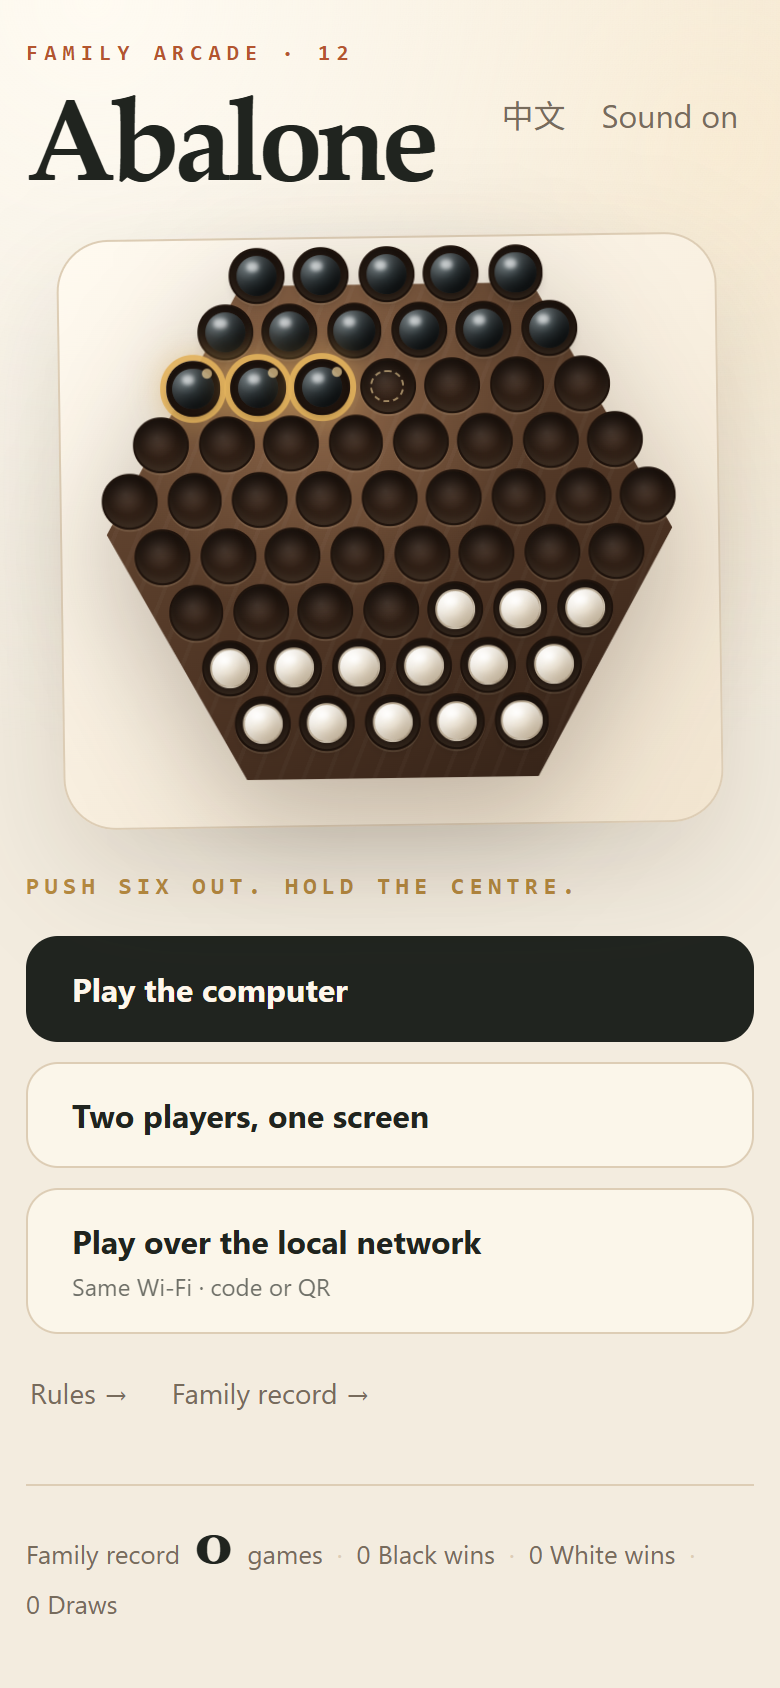 FAMILY ARCADE · 12
Abalone
中文 Sound on
PUSH SIX OUT. HOLD THE CENTRE.
Play the computer
Two players, one screen
Play over the local network
Same Wi-Fi · code or QR
Rules → Family record →
Family record 0 games · 0 Black wins · 0 White wins ·
0 Draws